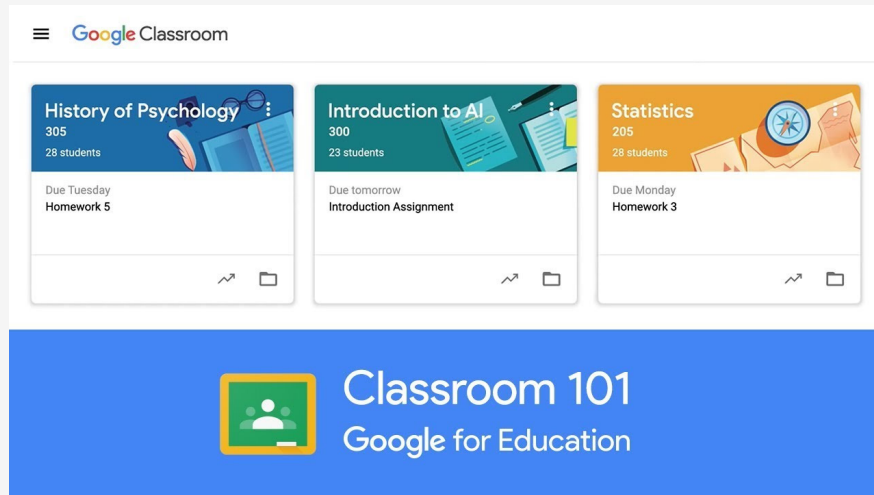 Google Classroom
History of Psychology
305
28 students
Due Tuesday
Homework 5
Introduction to AI
300
23 students
Due tomorrow
Introduction Assignment
Statistics
205
28 students
Due Monday
Homework 3
Classroom 101
Google for Education